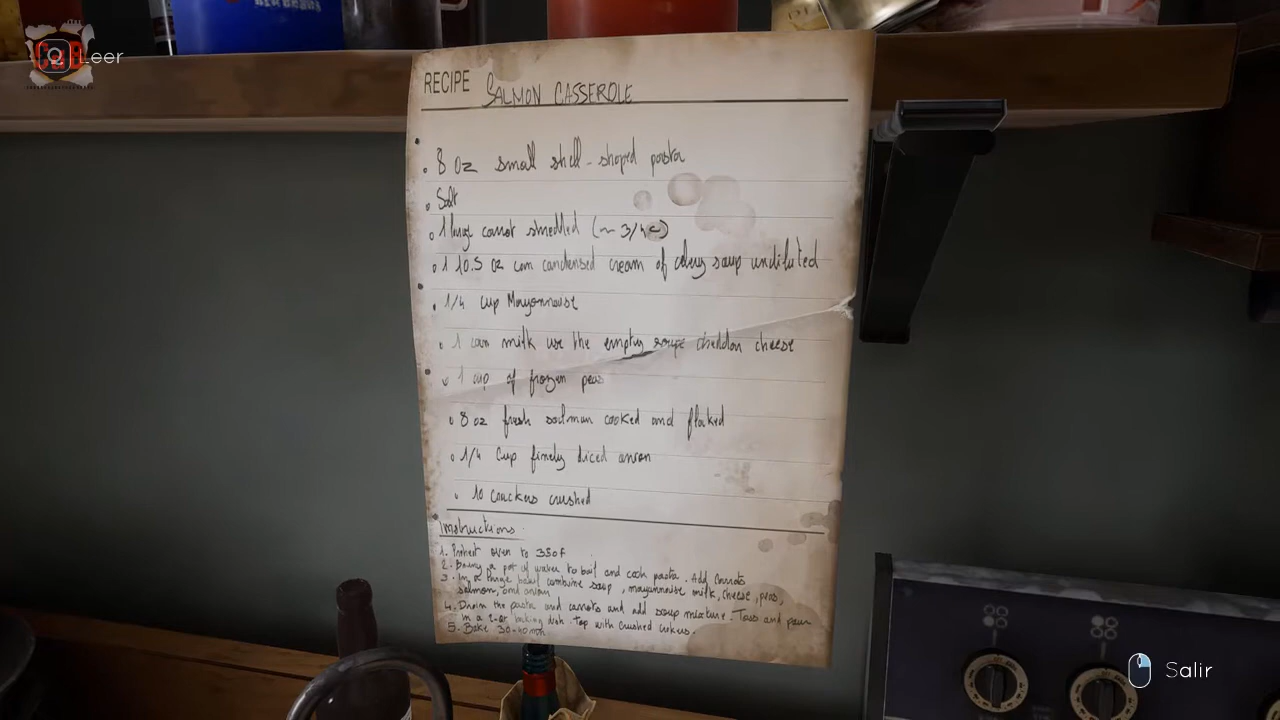 Leer
RECIPE SALMON CASSEROLE
8 oz small shell-shaped pasta
Salt
1 large carrot shredded (~ 3/4 c)
1 10.5 oz can condensed cream of celery soup undiluted
1/4 cup Mayonnaise
1 can milk use the empty soupe cheddar cheese
1 cup of frozen peas
8 oz fresh salmon cooked and flaked
1/4 cup finely diced onion
10 crackers crushed
Instructions
1. Preheat oven to 350f
2. Bring a pot of water to boil and cook pasta. Add carrots
3. In a large bowl combine soup, mayonnaise milk, cheese, peas,
salmon, and onion
4. Drain the pasta and carrots and add soup mixture. Toss and pour
in a 2-qt baking dish. top with crushed
5. Bake 30-40 mn
Salir